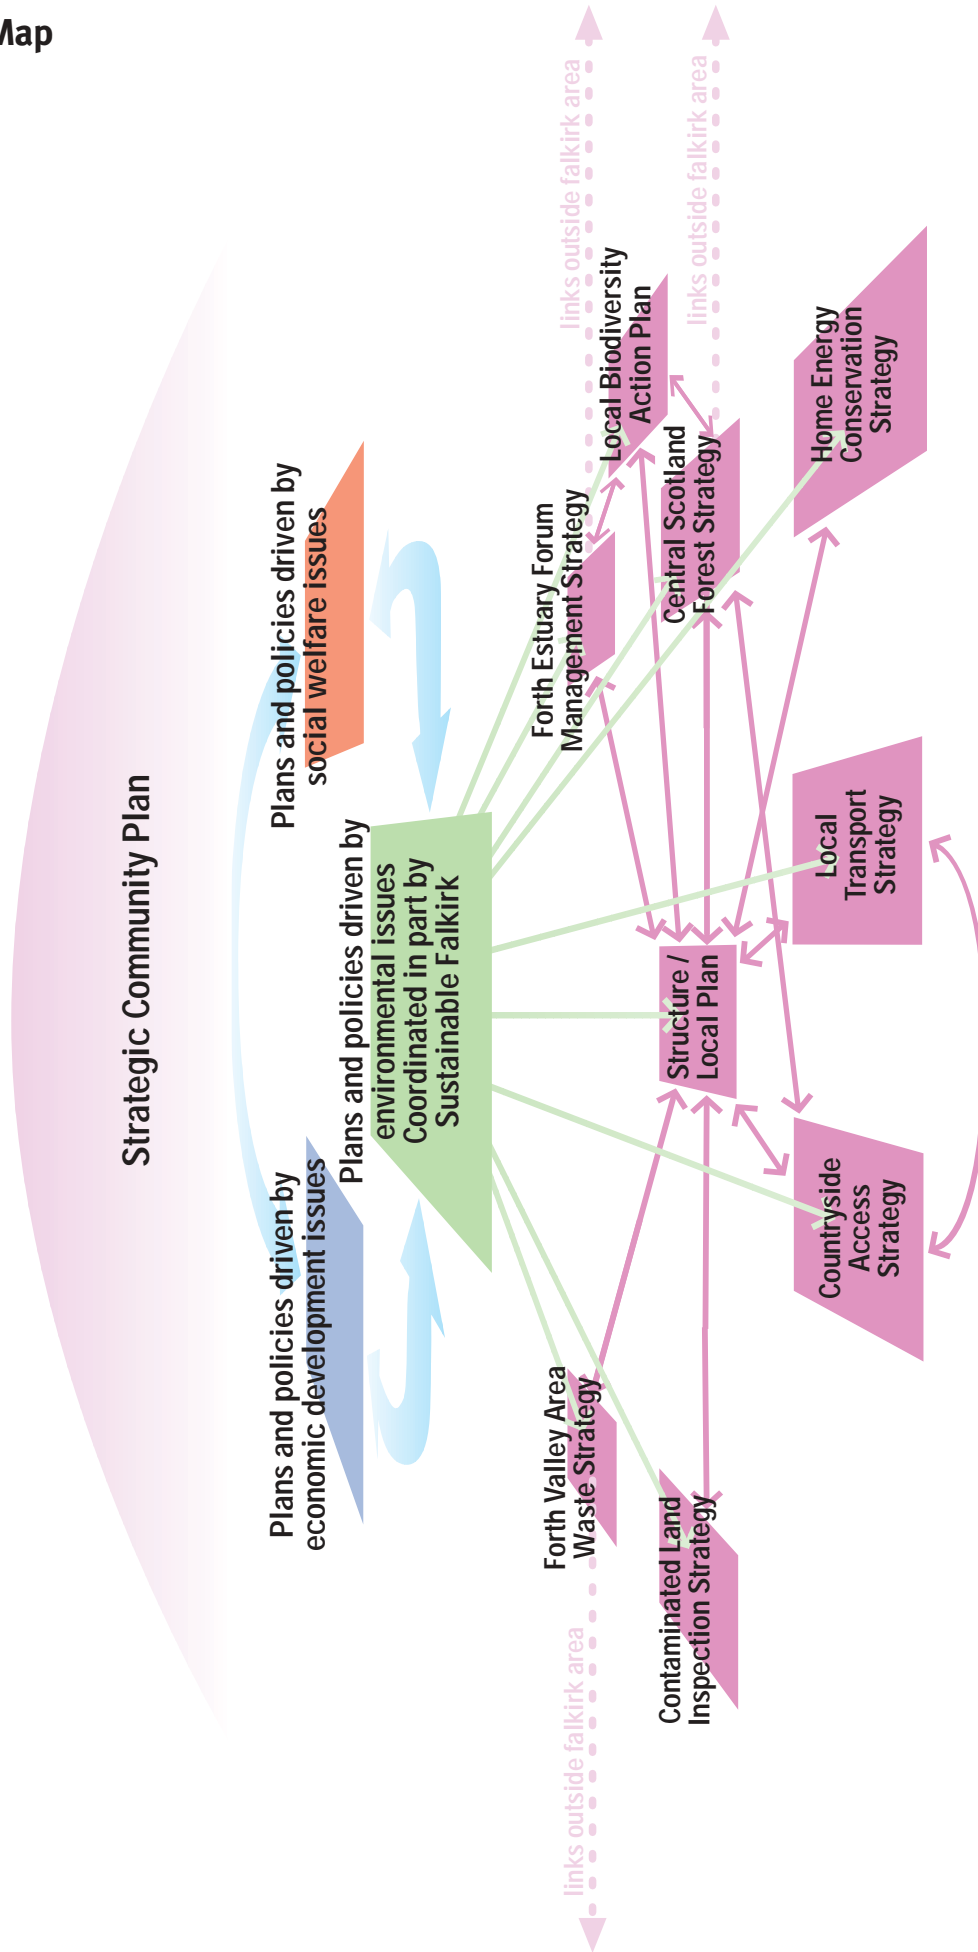 Map
Strategic Community Plan
Plans and policies driven by
economic development issues
Plans and policies driven by
social welfare issues
Plans and policies driven by
environmental issues
Coordinated in part by
Sustainable Falkirk
links outside falkirk area
Forth Valley Area
Waste Strategy
Contaminated Land
Inspection Strategy
Countryside
Access
Strategy
Structure /
Local Plan
Local
Transport
Strategy
Forth Estuary Forum
Management Strategy
Central Scotland
Forest Strategy
Local Biodiversity
Action Plan
Home Energy
Conservation
Strategy
links outside falkirk area
links outside falkirk area